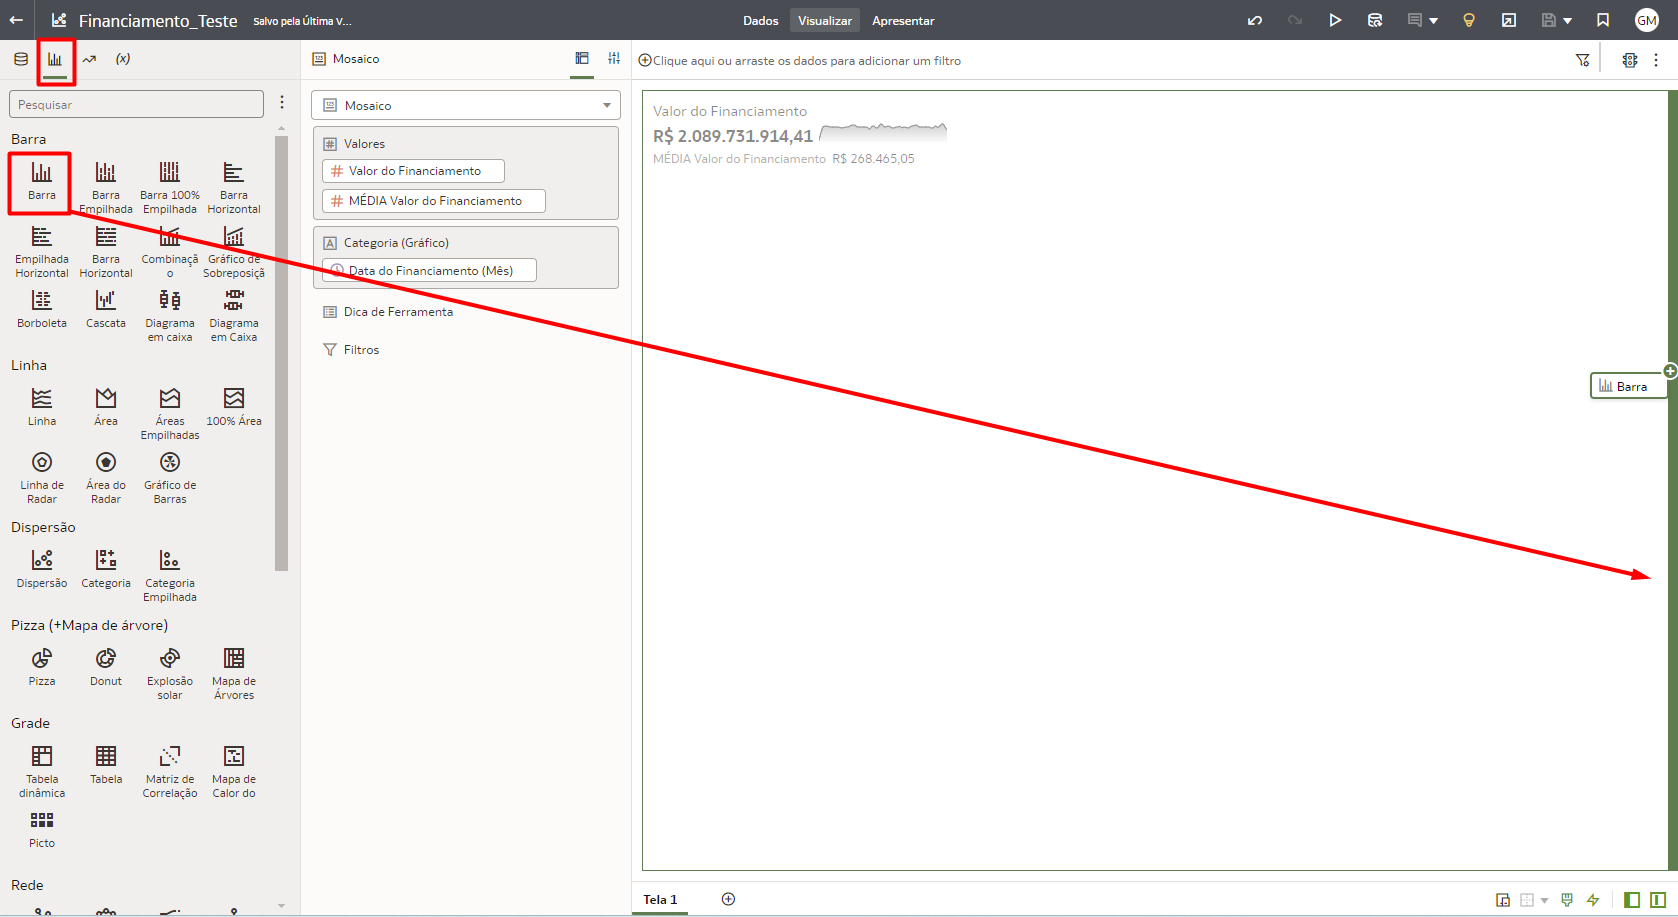 Financiamento_Teste
Salvo pela Última V...
Dados
Visualizar
Apresentar
GM
(x)
Mosaico
Clique aqui ou arraste os dados para adicionar um filtro
Pesquisar
Mosaico
Valores
Valor do Financiamento
MÉDIA Valor do Financiamento
Categoria (Gráfico)
Data do Financiamento (Mês)
Dica de Ferramenta
Filtros
Barra
Barra
Barra Empilhada
Barra 100% Empilhada
Barra Horizontal
Empilhada Horizontal
Barra Horizontal
Combinaçã o
Gráfico de Sobreposiçã
Borboleta
Cascata
Diagrama em caixa
Diagrama em Caixa
Linha
Linha
Área
Áreas Empilhadas
100% Área
Linha de Radar
Área do Radar
Gráfico de Barras
Dispersão
Dispersão
Categoria
Categoria Empilhada
Pizza (+Mapa de árvore)
Pizza
Donut
Explosão solar
Mapa de Árvores
Grade
Tabela dinâmica
Tabela
Matriz de Correlação
Mapa de Calor do
Picto
Rede
Valor do Financiamento
R$ 2.089.731.914,41
MÉDIA Valor do Financiamento R$ 268.465,05
Barra
Tela 1